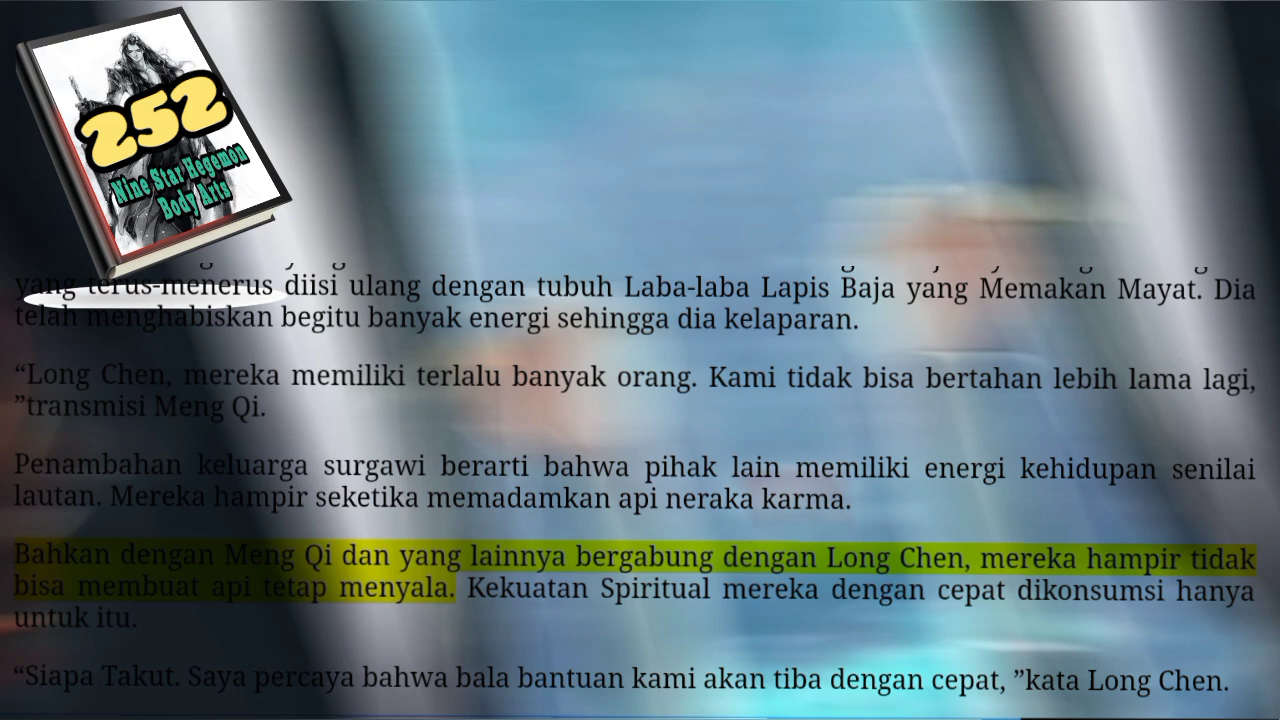 252
Nine Star Hegemon
Body Arts
yang terus-menerus diisi ulang dengan tubuh Laba-laba Lapis Baja yang Memakan Mayat. Dia
telah menghabiskan begitu banyak energi sehingga dia kelaparan.
“Long Chen, mereka memiliki terlalu banyak orang. Kami tidak bisa bertahan lebih lama lagi,
”transmisi Meng Qi.
Penambahan keluarga surgawi berarti bahwa pihak lain memiliki energi kehidupan senilai
lautan. Mereka hampir seketika memadamkan api neraka karma.
Bahkan dengan Meng Qi dan yang lainnya bergabung dengan Long Chen, mereka hampir tidak
bisa membuat api tetap menyala. Kekuatan Spiritual mereka dengan cepat dikonsumsi hanya
untuk itu.
“Siapa Takut. Saya percaya bahwa bala bantuan kami akan tiba dengan cepat, ”kata Long Chen.